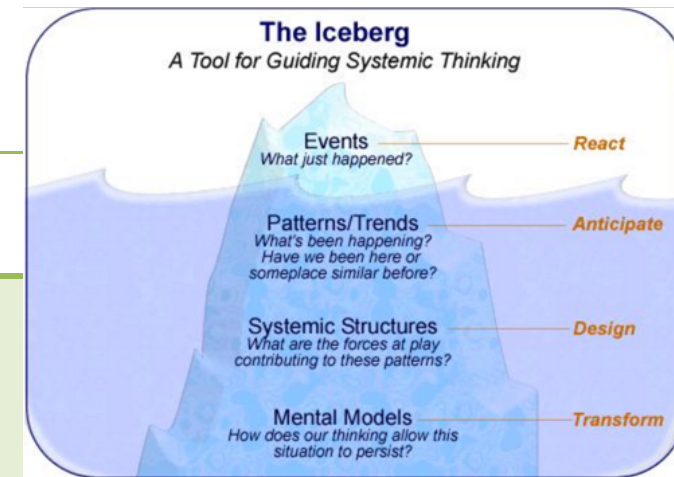 The Iceberg
A Tool for Guiding Systemic Thinking
Events
What just happened?
React
Patterns/Trends
What's been happening?
Have we been here or
someplace similar before?
Anticipate
Systemic Structures
What are the forces at play
contributing to these patterns?
Design
Mental Models
How does our thinking allow this
situation to persist?
Transform